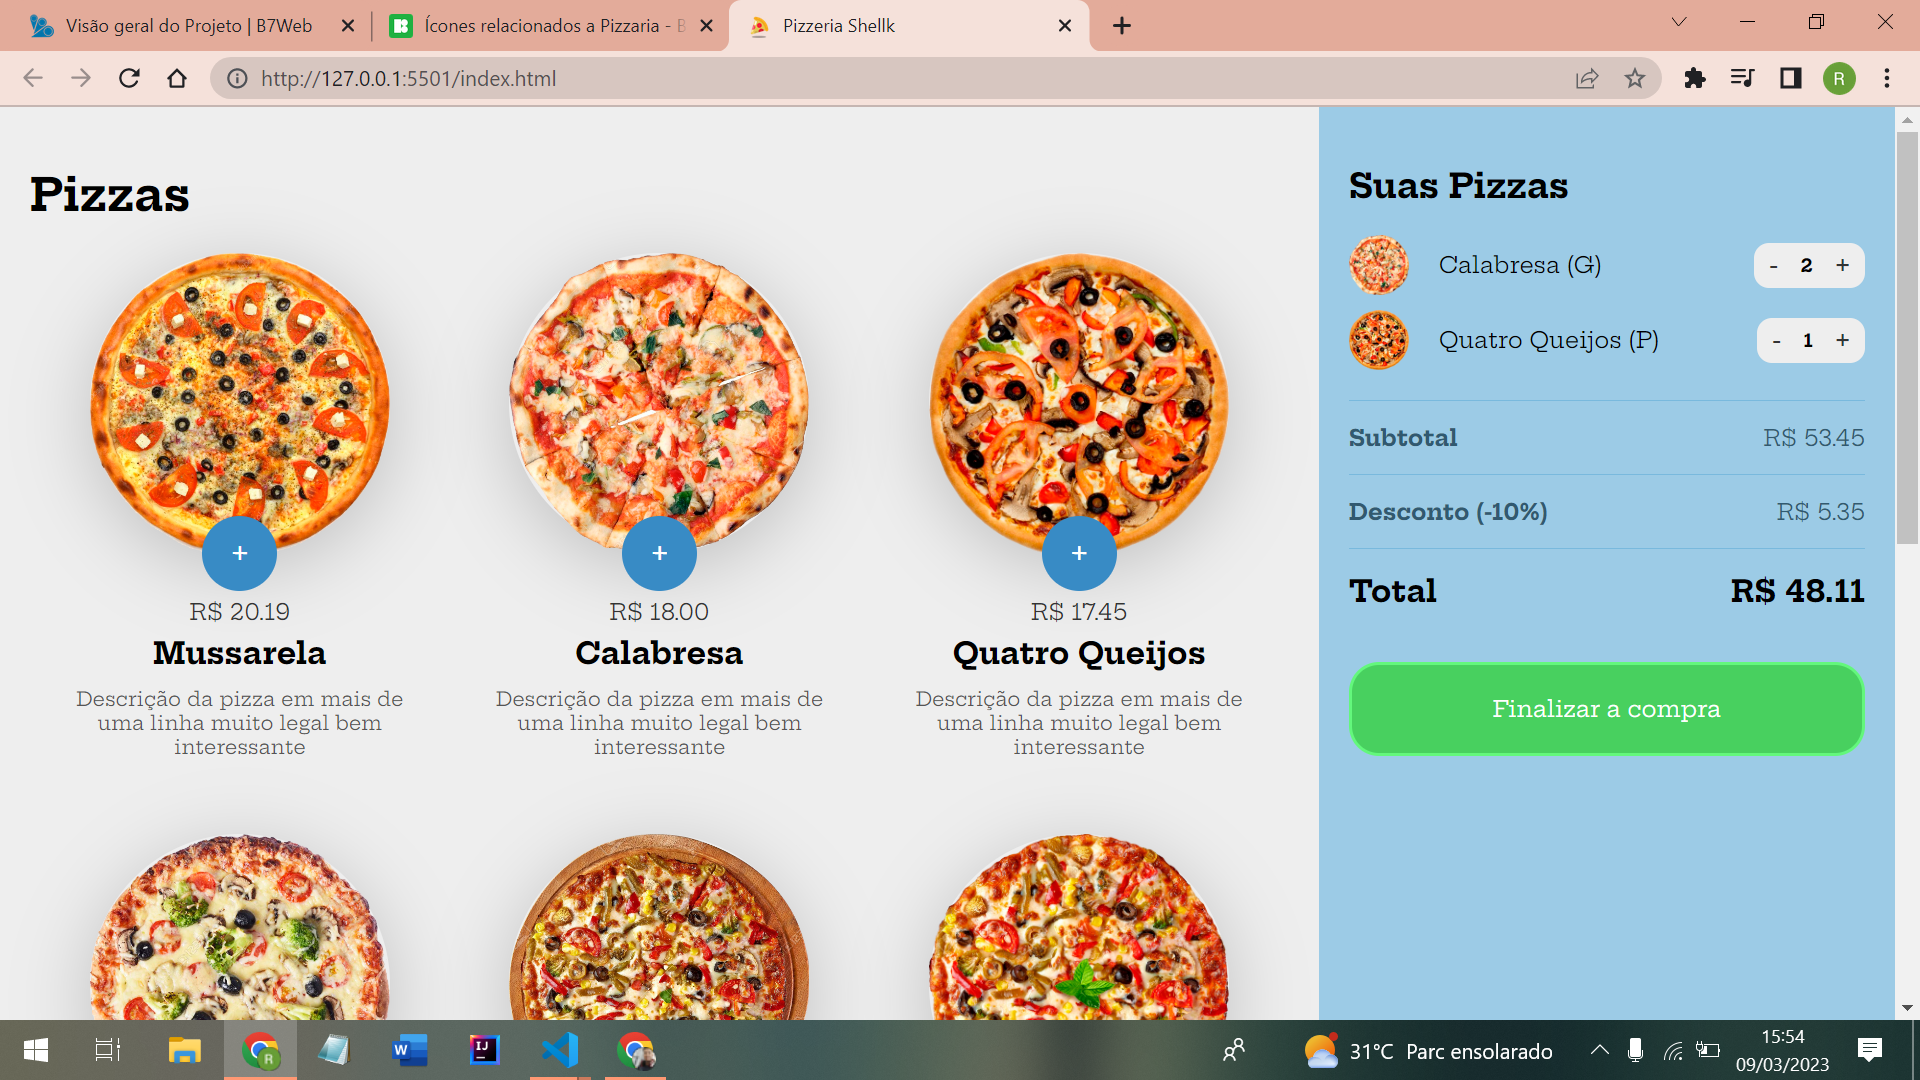 Visão geral do Projeto | B7Web
Ícones relacionados a Pizzaria - B
Pizzeria Shellk
http://127.0.0.1:5501/index.html
R
Pizzas
+
R$ 20.19
Mussarela
Descrição da pizza em mais de
uma linha muito legal bem
interessante
+
R$ 18.00
Calabresa
Descrição da pizza em mais de
uma linha muito legal bem
interessante
+
R$ 17.45
Quatro Queijos
Descrição da pizza em mais de
uma linha muito legal bem
interessante
Suas Pizzas
Calabresa (G) - 2 +
Quatro Queijos (P) - 1 +
Subtotal R$ 53.45
Desconto (-10%) R$ 5.35
Total R$ 48.11
Finalizar a compra
R
W
IJ
31°C Parc ensolarado
15:54
09/03/2023